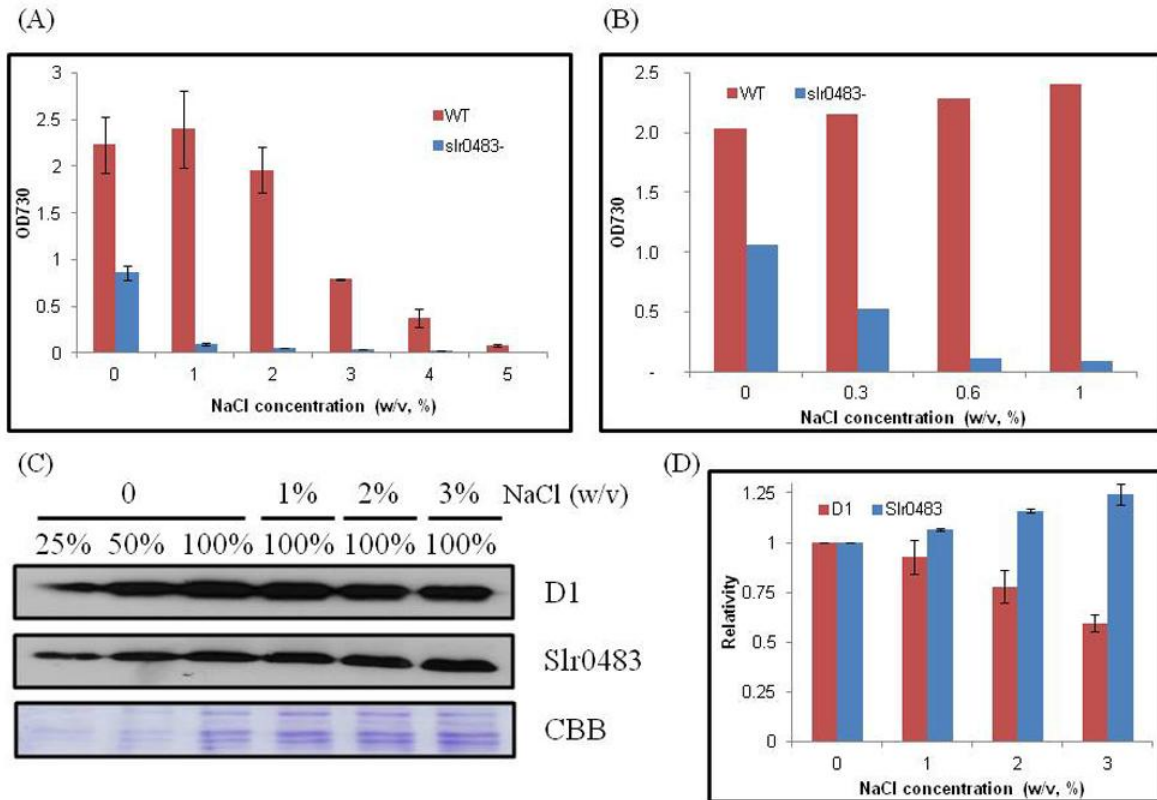 (A)
3
2.5
2
1.5
1
0.5
0
OD730
WT
slr0483-
0 1 2 3 4 5
NaCl concentration (w/v, %)
(B)
2.5
2.0
1.5
1.0
0.5
-
OD730
WT slr0483-
0 0.3 0.6 1
NaCl concentration (w/v, %)
(C)
0 1% 2% 3% NaCl (w/v)
25% 50% 100% 100% 100% 100%
D1
Slr0483
CBB
(D)
1.25
1
0.75
0.5
0.25
0
Relativity
D1 Slr0483
0 1 2 3
NaCl concentration (w/v, %)